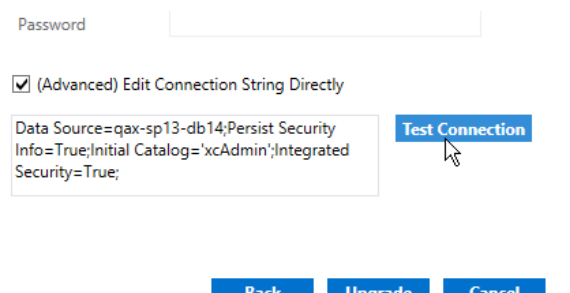 Password
(Advanced) Edit Connection String Directly
Data Source=qax-sp13-db14;Persist Security
Info=True;Initial Catalog='xcAdmin';Integrated
Security=True;
Test Connection
Back Upgrade Cancel